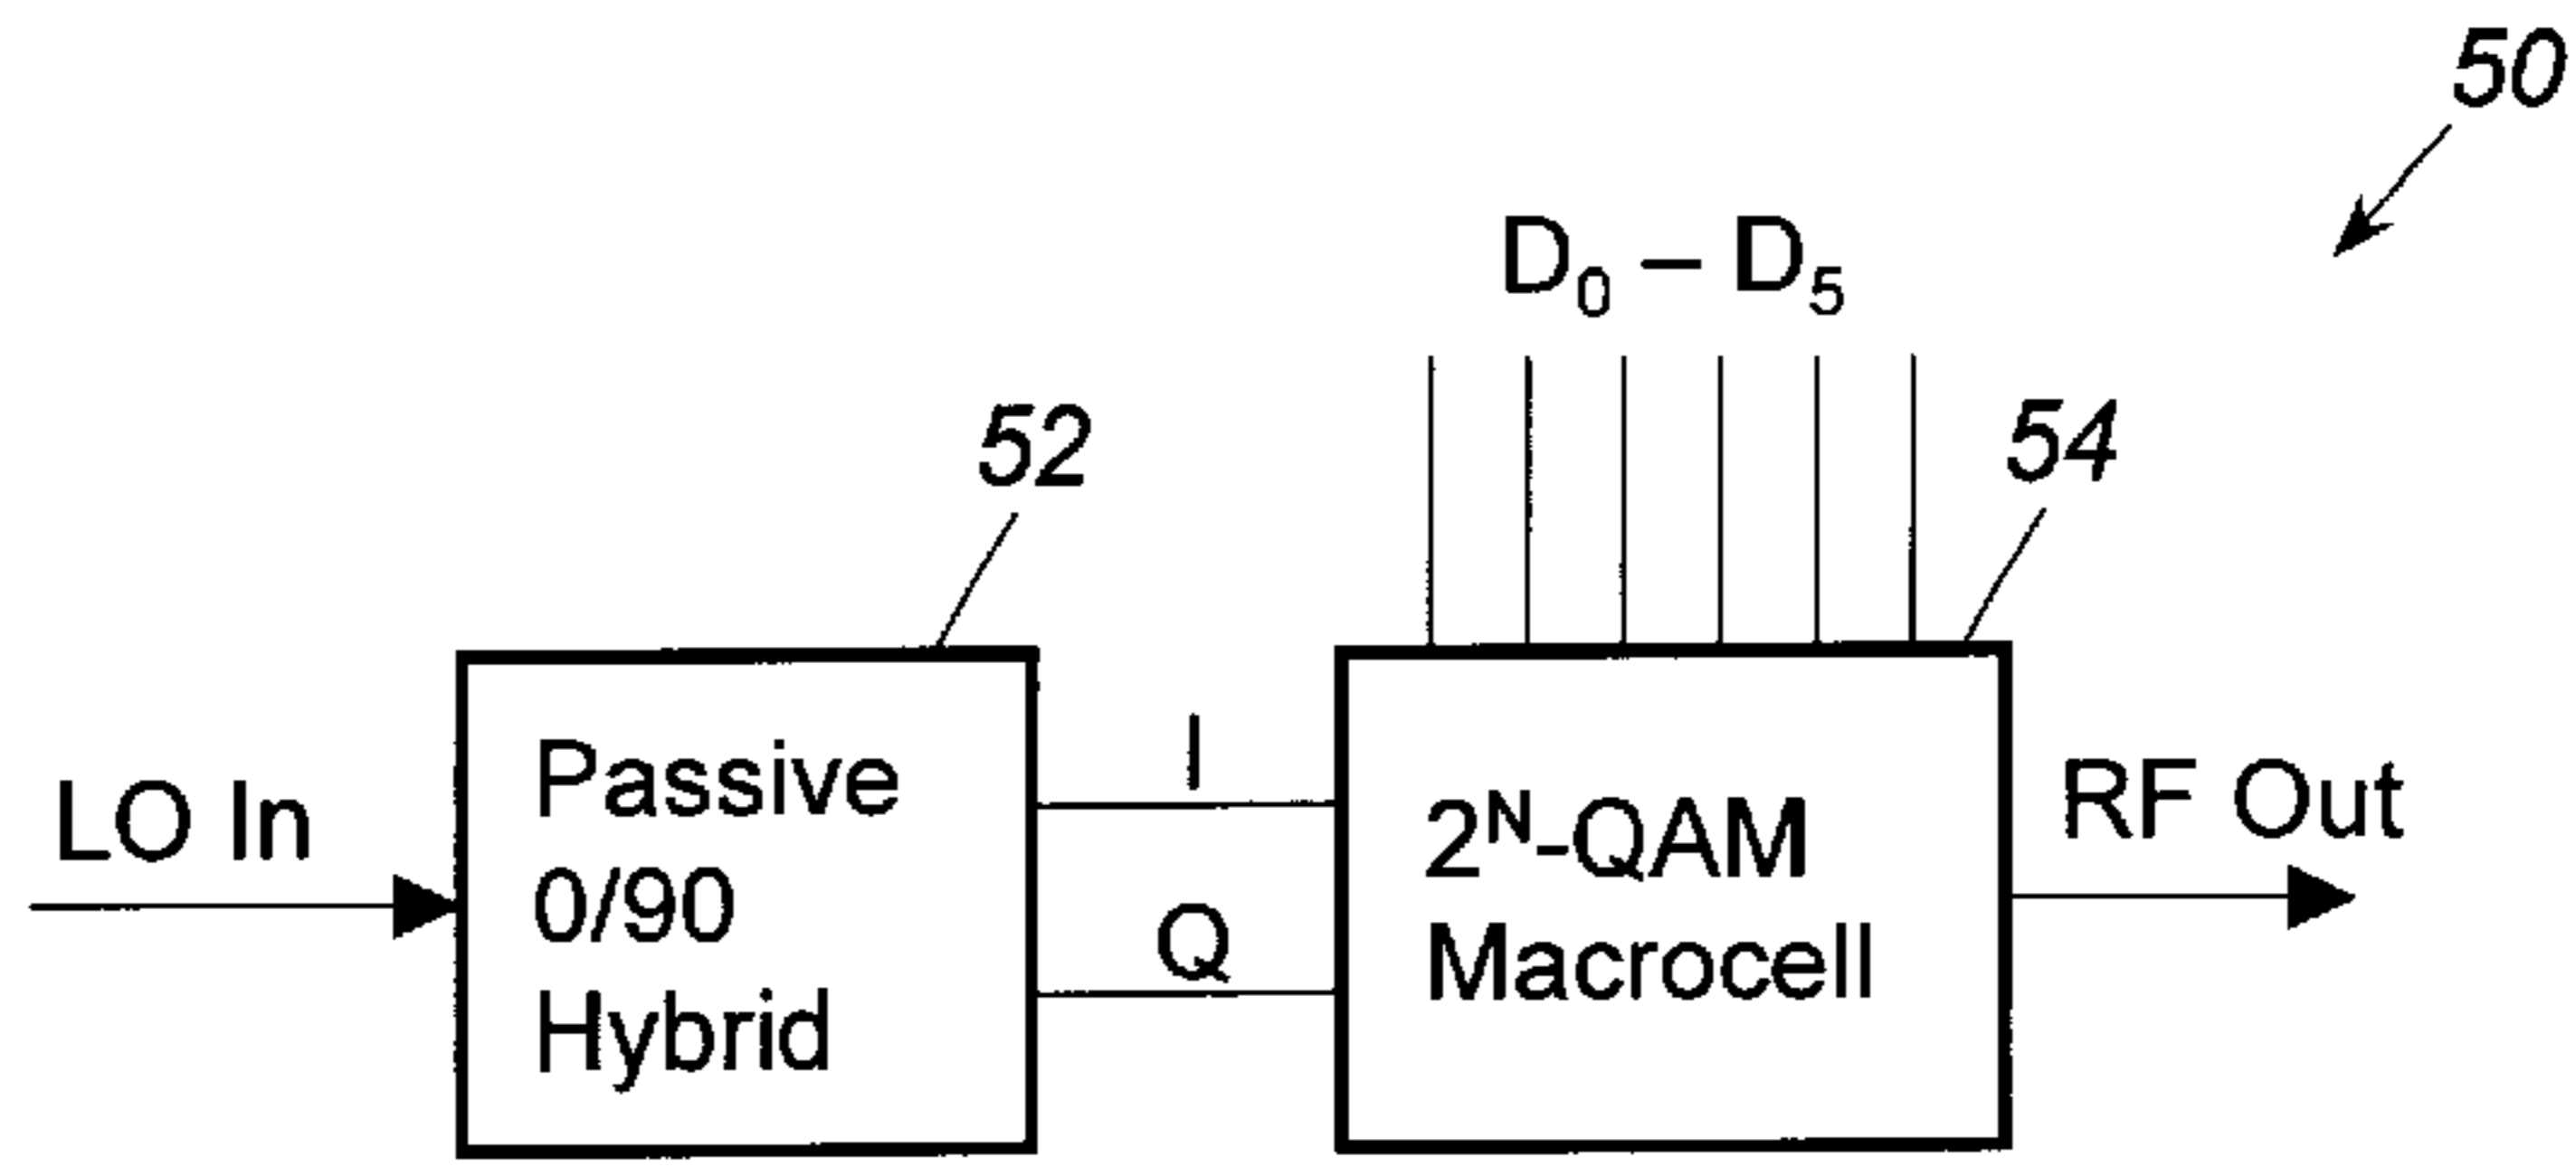 50
D₀ – D₅
52
54
LO In
Passive
0/90
Hybrid
I
Q
2ᴺ-QAM
Macrocell
RF Out